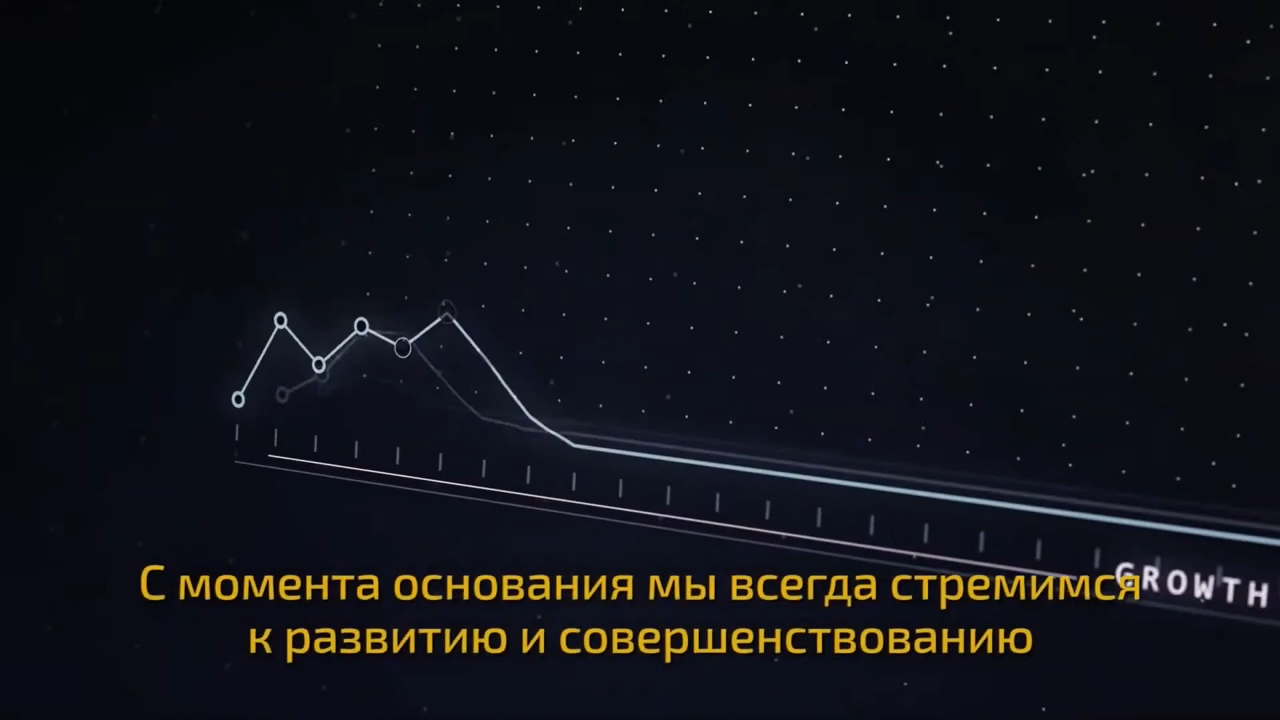 GROWTH
С момента основания мы всегда стремимся
к развитию и совершенствованию